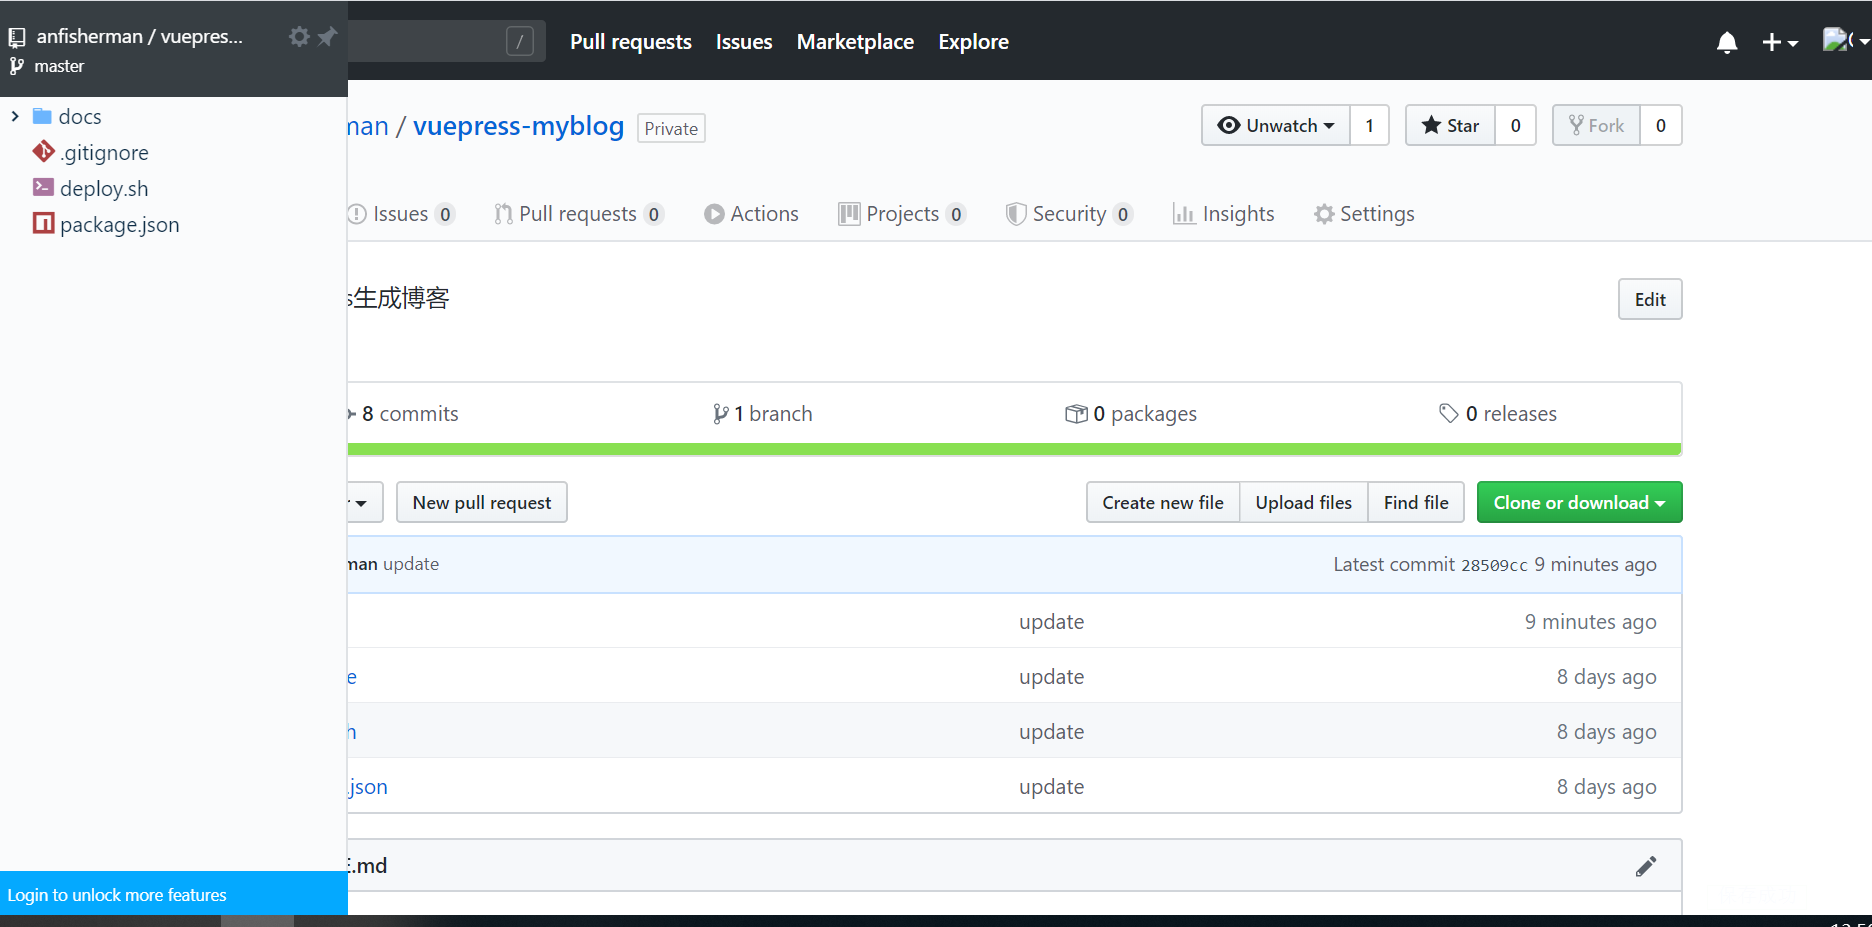 anfisherman / vuepres...
master
docs
.gitignore
deploy.sh
package.json
Login to unlock more features
/
Pull requests Issues Marketplace Explore
man / vuepress-myblog Private
Unwatch 1 Star 0 Fork 0
Issues 0 Pull requests 0 Actions Projects 0 Security 0 Insights Settings
s生成博客
Edit
8 commits 1 branch 0 packages 0 releases
New pull request Create new file Upload files Find file Clone or download
man update Latest commit 28509cc 9 minutes ago
update 9 minutes ago
e update 8 days ago
h update 8 days ago
.json update 8 days ago
E.md